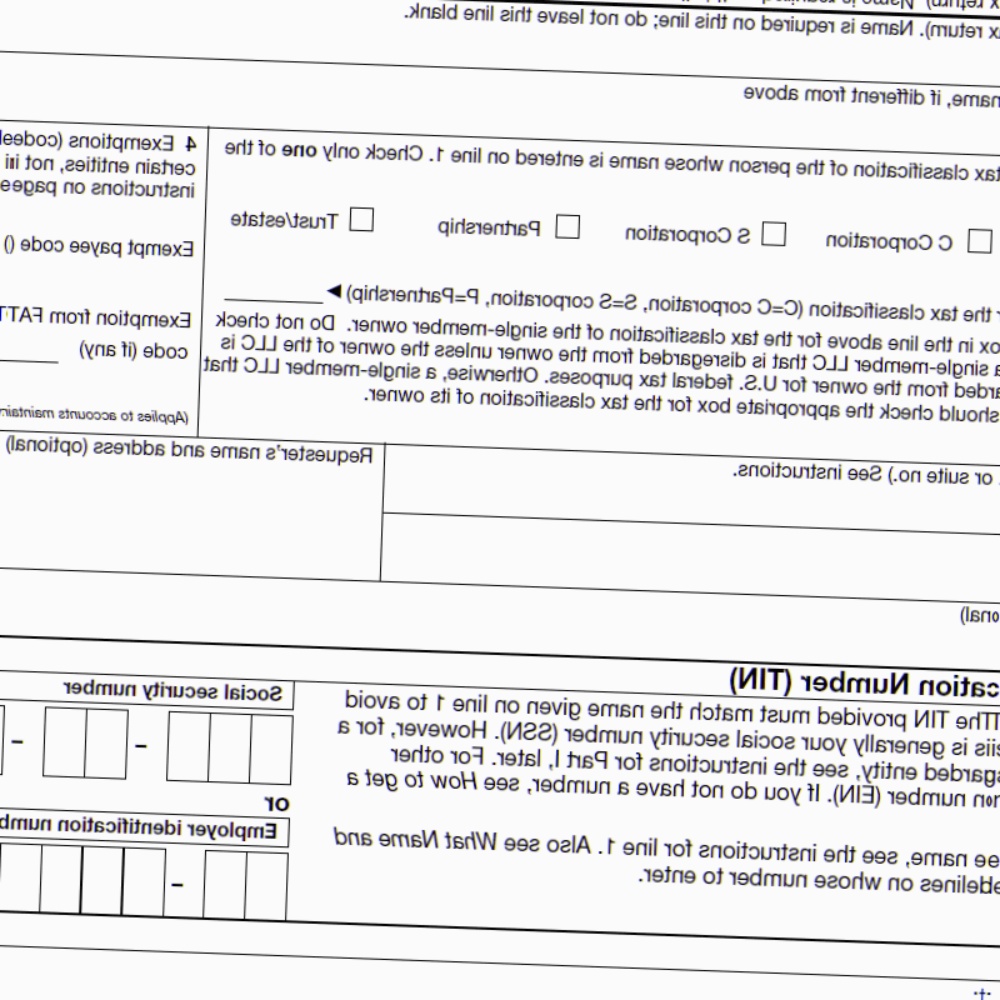 x return). Name is required on this line; do not leave this line blank.
name, if different from above
tax classification of the person whose name is entered on line 1. Check only one of the
C Corporation
S Corporation
Partnership
Trust/estate
4 Exemptions (codes
certain entities, not
instructions on page
Exempt payee code ()
Exemption from FAT
code (if any)
(Applies to accounts maintain
the tax classification (C=C corporation, S=S corporation, P=Partnership) ▶
ox in the line above for the tax classification of the single-member owner. Do not check
a single-member LLC that is disregarded from the owner unless the owner of the LLC is
arded from the owner for U.S. federal tax purposes. Otherwise, a single-member LLC that
should check the appropriate box for the tax classification of its owner.
or suite no.) See instructions.
Requester's name and address (optional)
onal)
cation Number (TIN)
The TIN provided must match the name given on line 1 to avoid
is is generally your social security number (SSN). However, for a
garded entity, see the instructions for Part I, later. For other
on number (EIN). If you do not have a number, see How to get a
Social security number
– –
or
Employer identification numb
–
ee name, see the instructions for line 1. Also see What Name and
delines on whose number to enter.